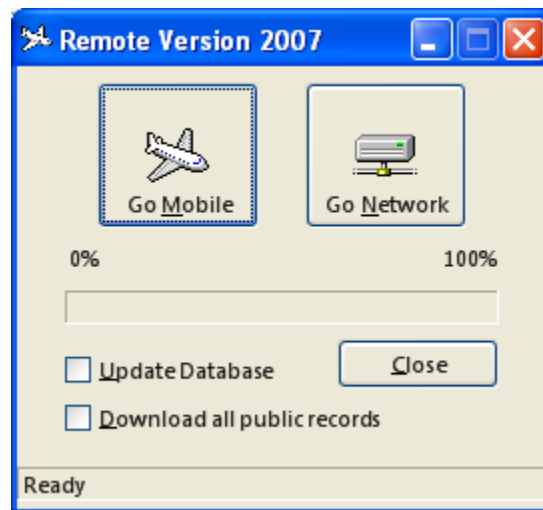 Remote Version 2007
Go Mobile
Go Network
0%
100%
Update Database
Close
Download all public records
Ready